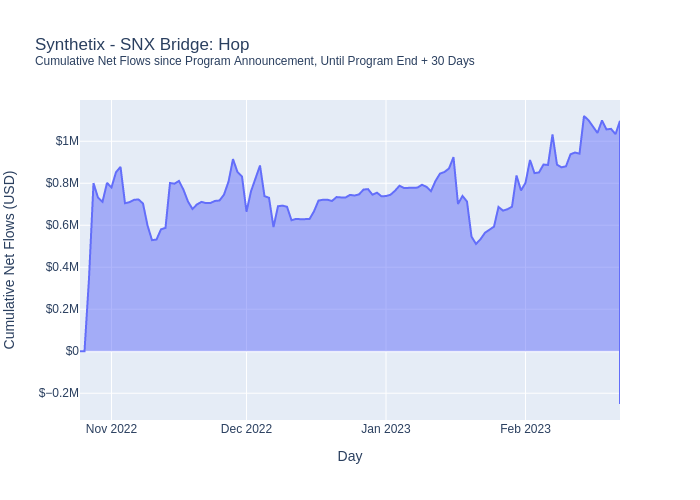 Synthetix - SNX Bridge: Hop
Cumulative Net Flows since Program Announcement, Until Program End + 30 Days
Cumulative Net Flows (USD)
$1M
$0.8M
$0.6M
$0.4M
$0.2M
$0
$−0.2M
Nov 2022
Dec 2022
Jan 2023
Feb 2023
Day